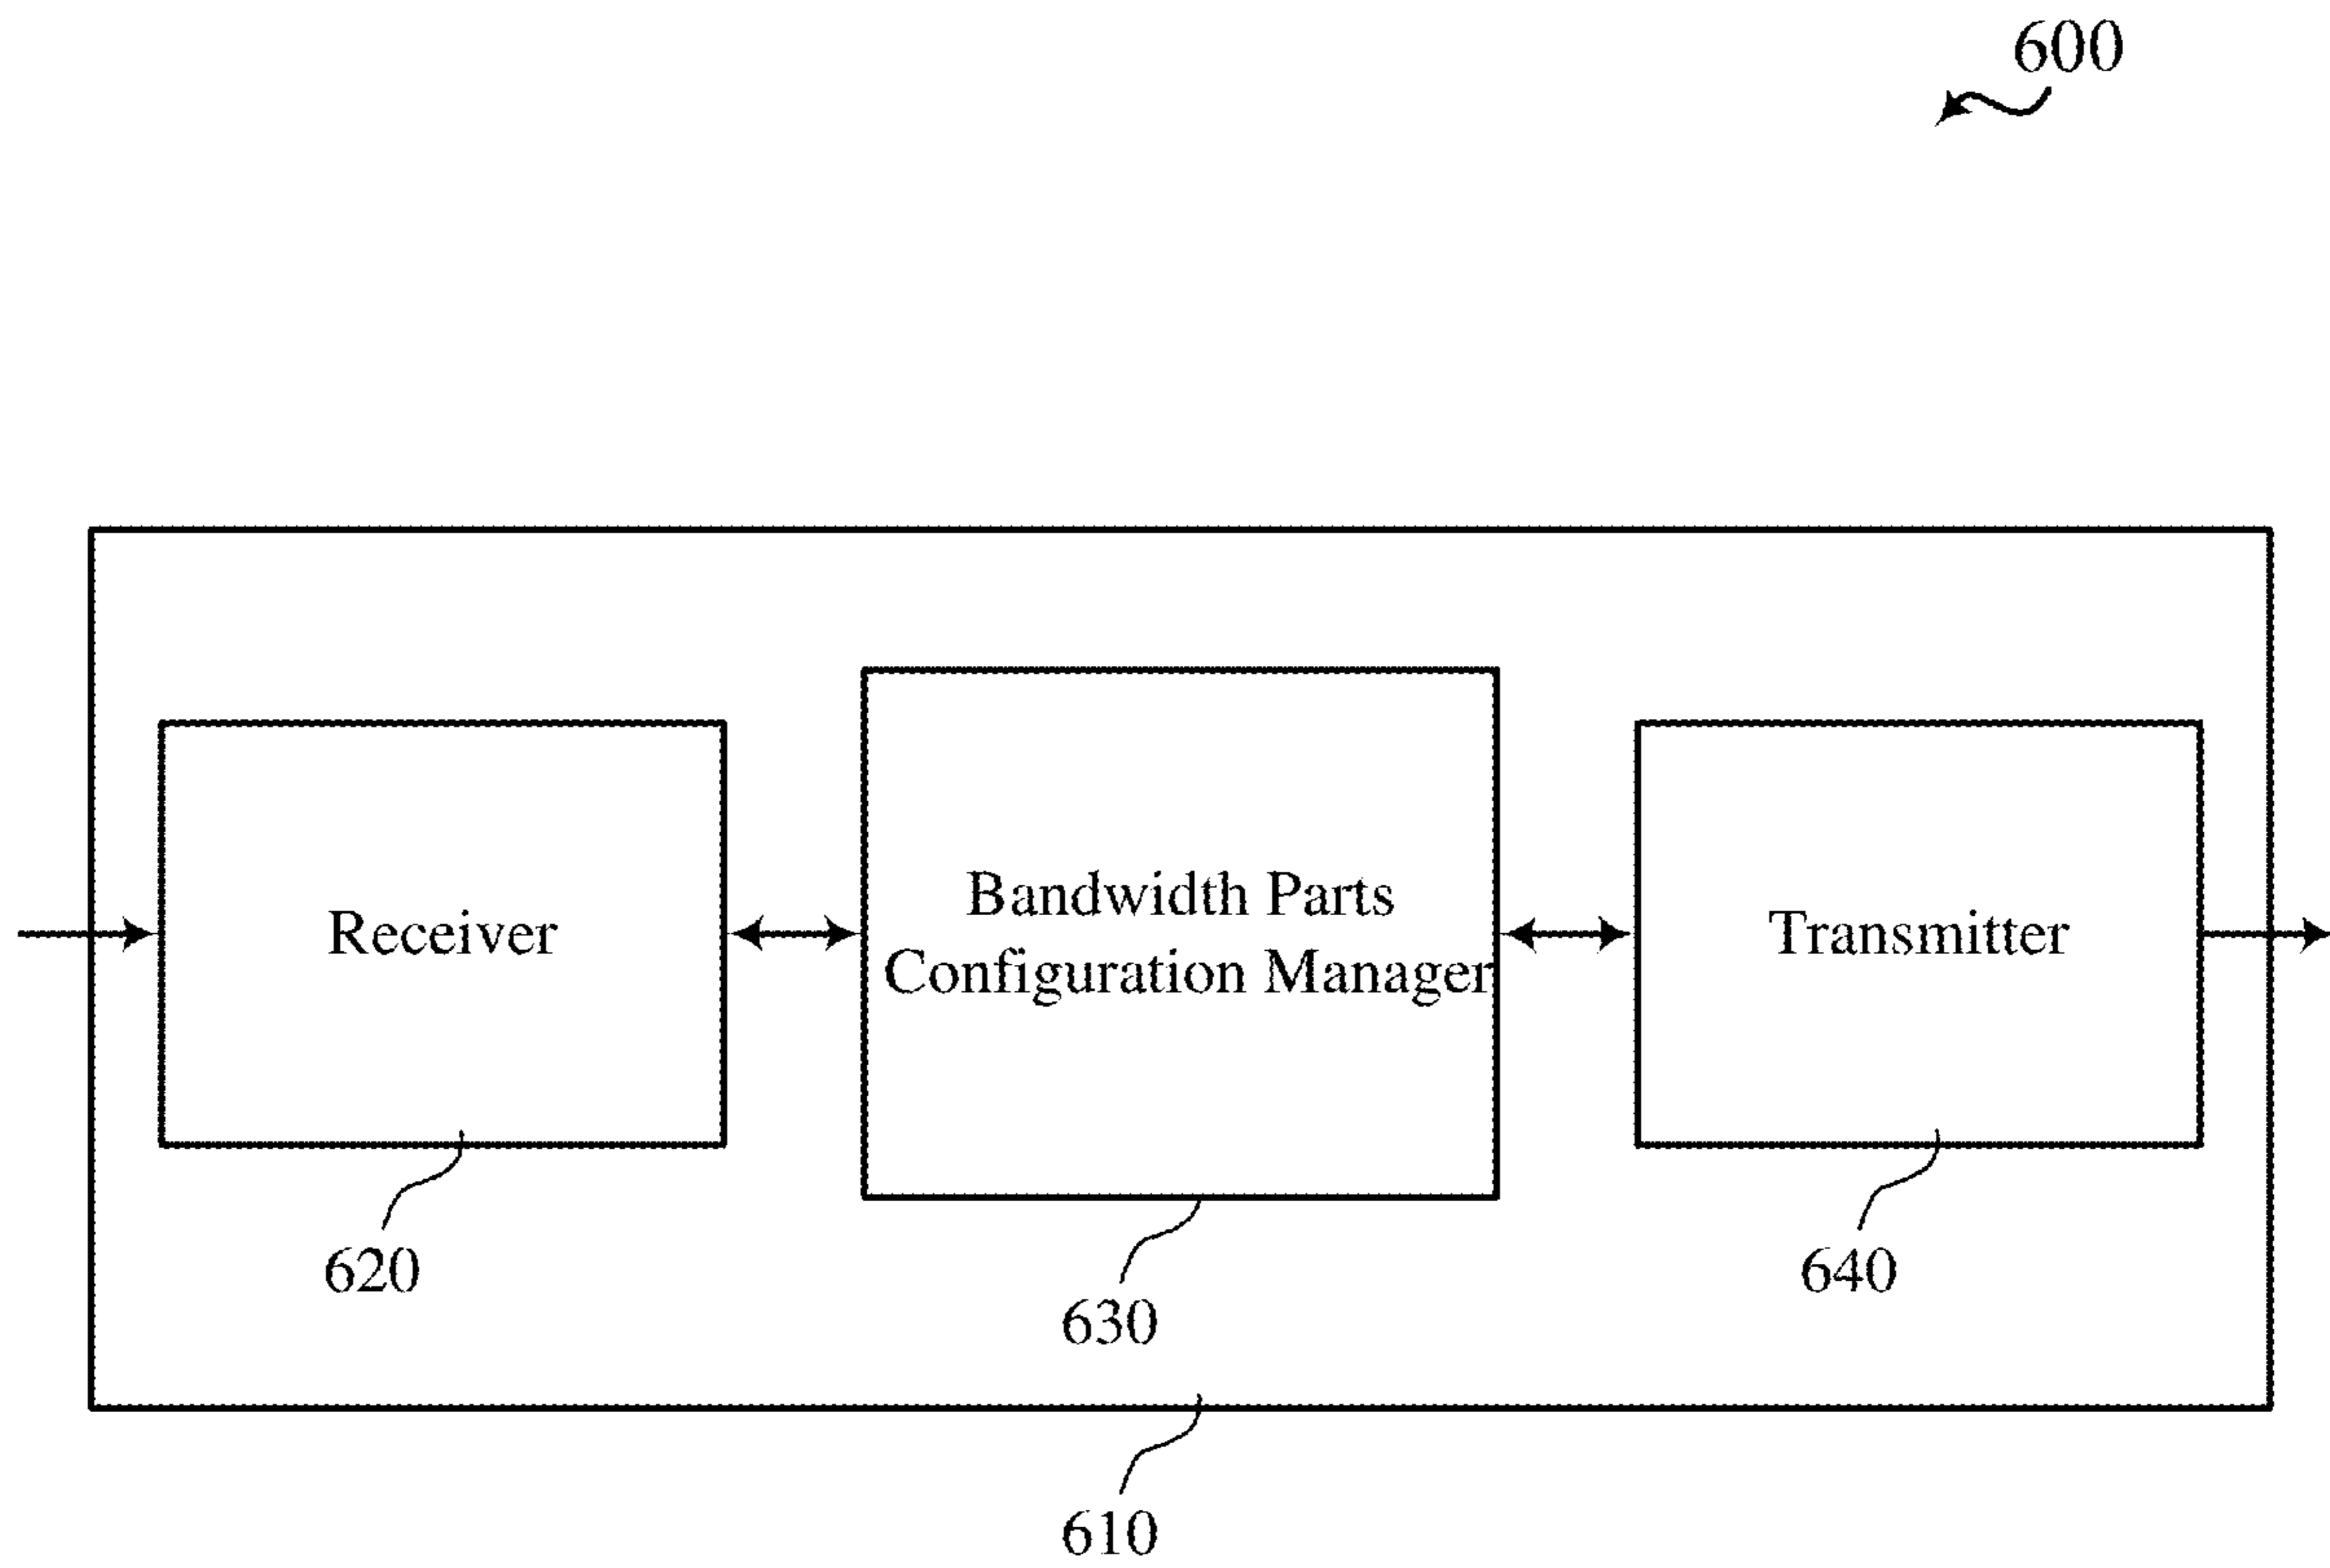 600
Receiver
Bandwidth Parts
Configuration Manager
Transmitter
620
630
640
610